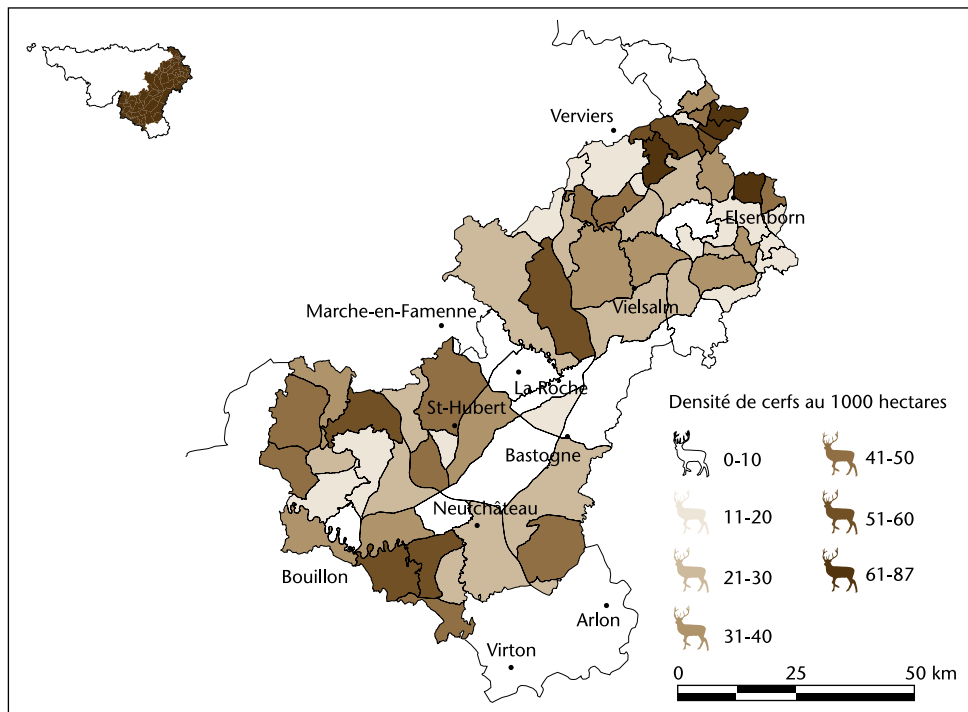 Verviers
Elsenborn
Vielsalm
Marche-en-Famenne
La Roche
St-Hubert
Bastogne
Neufchâteau
Bouillon
Arlon
Virton
Densité de cerfs au 1000 hectares
0-10
41-50
11-20
51-60
21-30
61-87
31-40
0 25 50 km